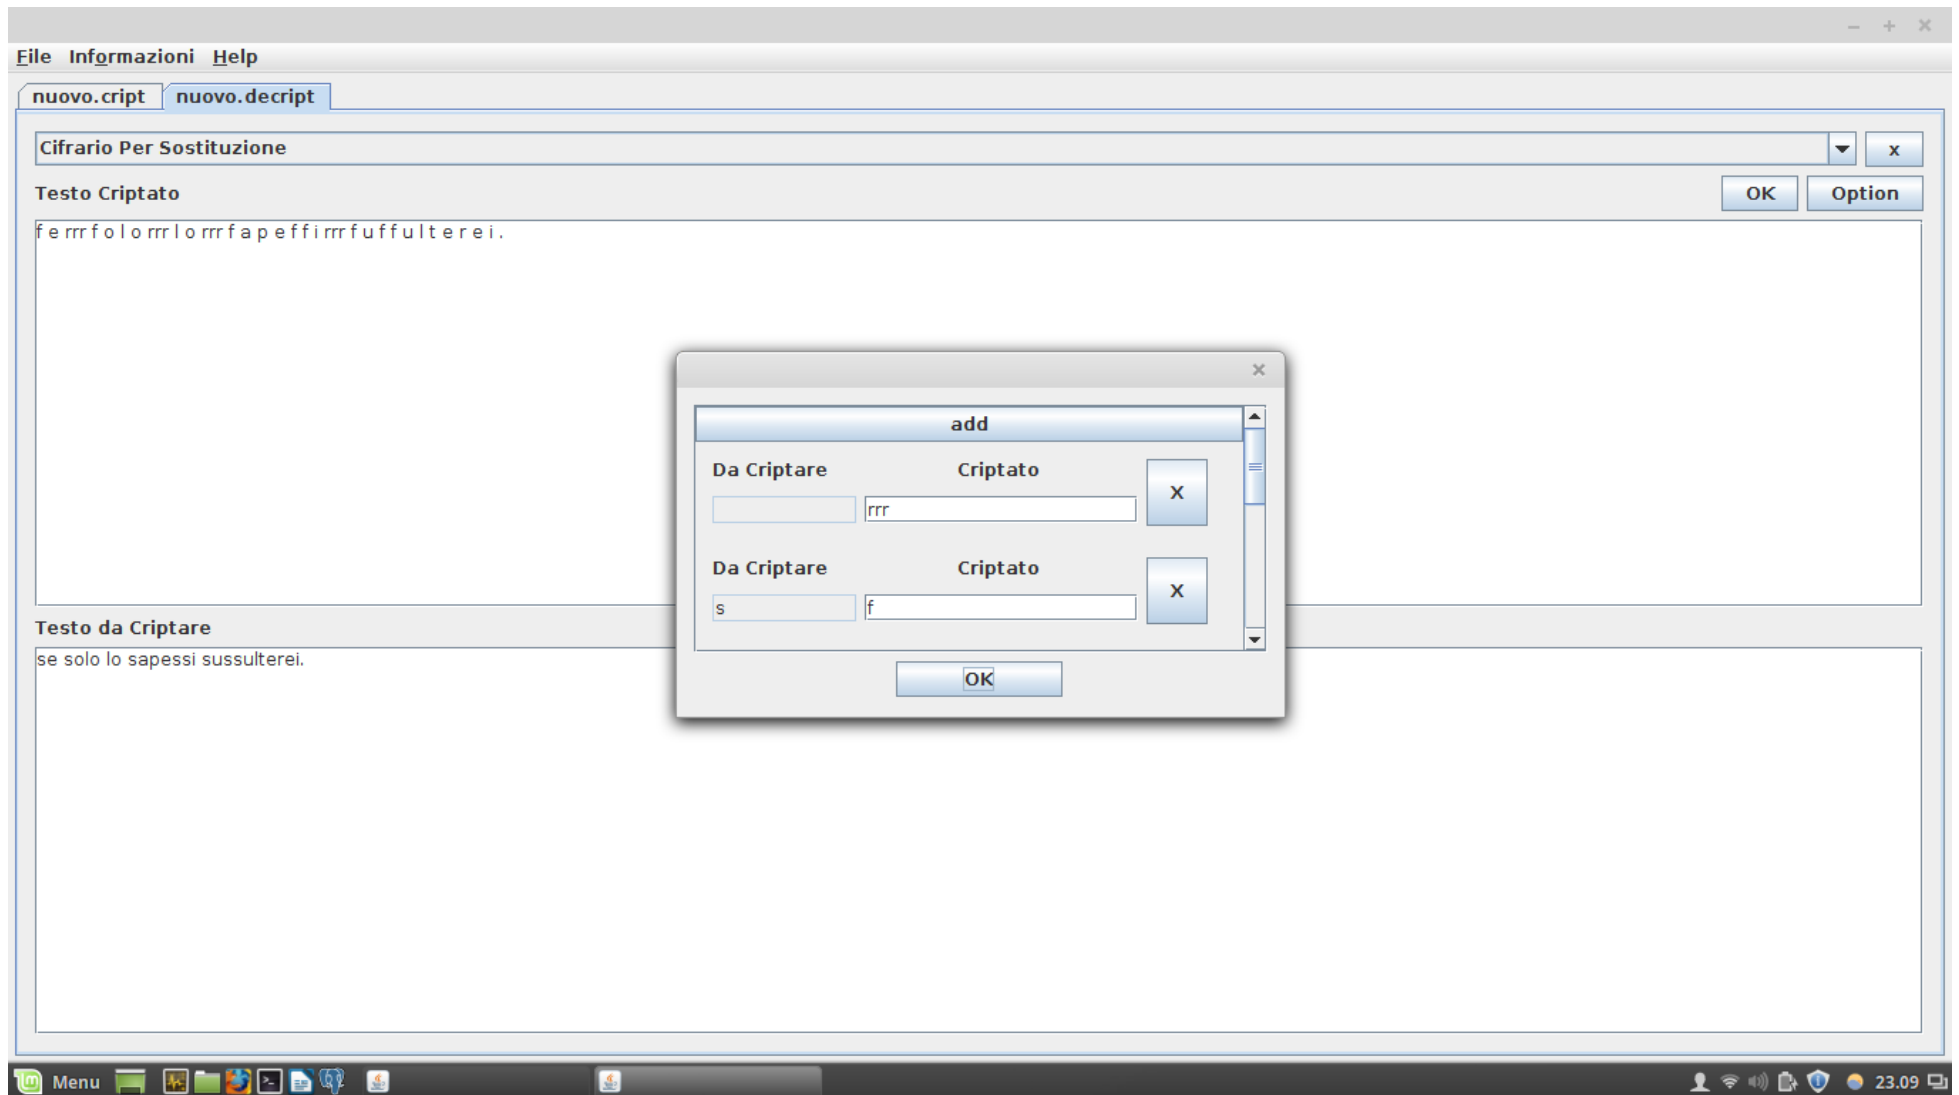 File Informazioni Help
nuovo.cript nuovo.decript
Cifrario Per Sostituzione x
Testo Criptato OK Option
f e rrr f o l o rrr l o rrr f a p e f f i rrr f u f f u l t e r e i .
add
Da Criptare Criptato X
rrr
Da Criptare Criptato X
s f
OK
Testo da Criptare
se solo lo sapessi sussulterei.
Menu 23.09